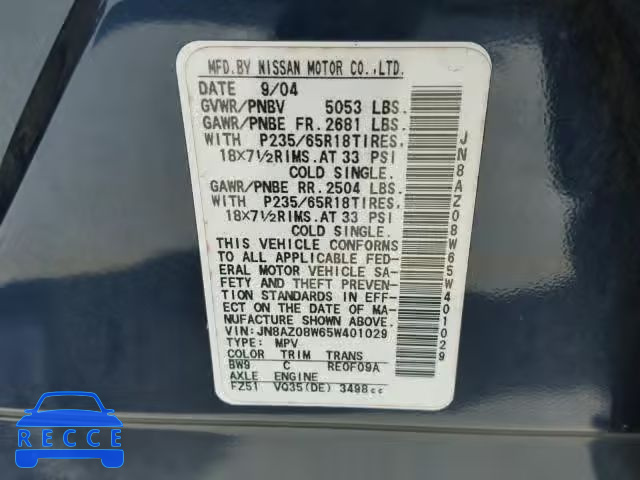 MFD.BY NISSAN MOTOR CO.,LTD.
DATE 9/04
GVWR/PNBV 5053 LBS.
GAWR/PNBE FR. 2681 LBS.
WITH P235/65R18TIRES.
18X7½RIMS.AT 33 PSI
COLD SINGLE.
GAWR/PNBE RR. 2504 LBS.
WITH P235/65R18TIRES.
18X7½RIMS.AT 33 PSI
COLD SINGLE.
THIS VEHICLE CONFORMS
TO ALL APPLICABLE FED-
ERAL MOTOR VEHICLE SA-
FETY AND THEFT PREVEN-
TION STANDARDS IN EFF-
ECT ON THE DATE OF MA-
NUFACTURE SHOWN ABOVE.
VIN:JN8AZ08W65W401029
TYPE: MPV
COLOR TRIM TRANS
BW9 C RE0F09A
AXLE ENGINE
FZ51 VQ35(DE) 3498cc
JN8AZ08W65W401029
RECCE